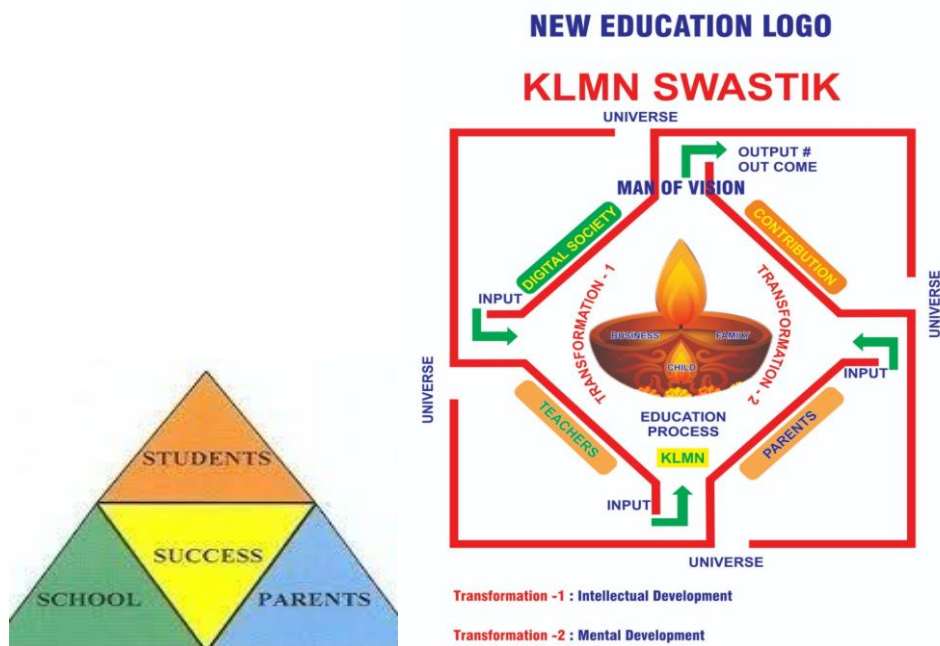 STUDENTS
SUCCESS
SCHOOL
PARENTS
NEW EDUCATION LOGO
KLMN SWASTIK
UNIVERSE
OUTPUT #
OUT COME
MAN OF VISION
DIGITAL SOCIETY
CONTRIBUTION
INPUT
TRANSFORMATION - 1
TRANSFORMATION - 2
UNIVERSE
BUSINESS
FAMILY
CHILD
UNIVERSE
INPUT
TEACHERS
EDUCATION
PROCESS
PARENTS
KLMN
INPUT
UNIVERSE
Transformation -1 : Intellectual Development
Transformation -2 : Mental Development